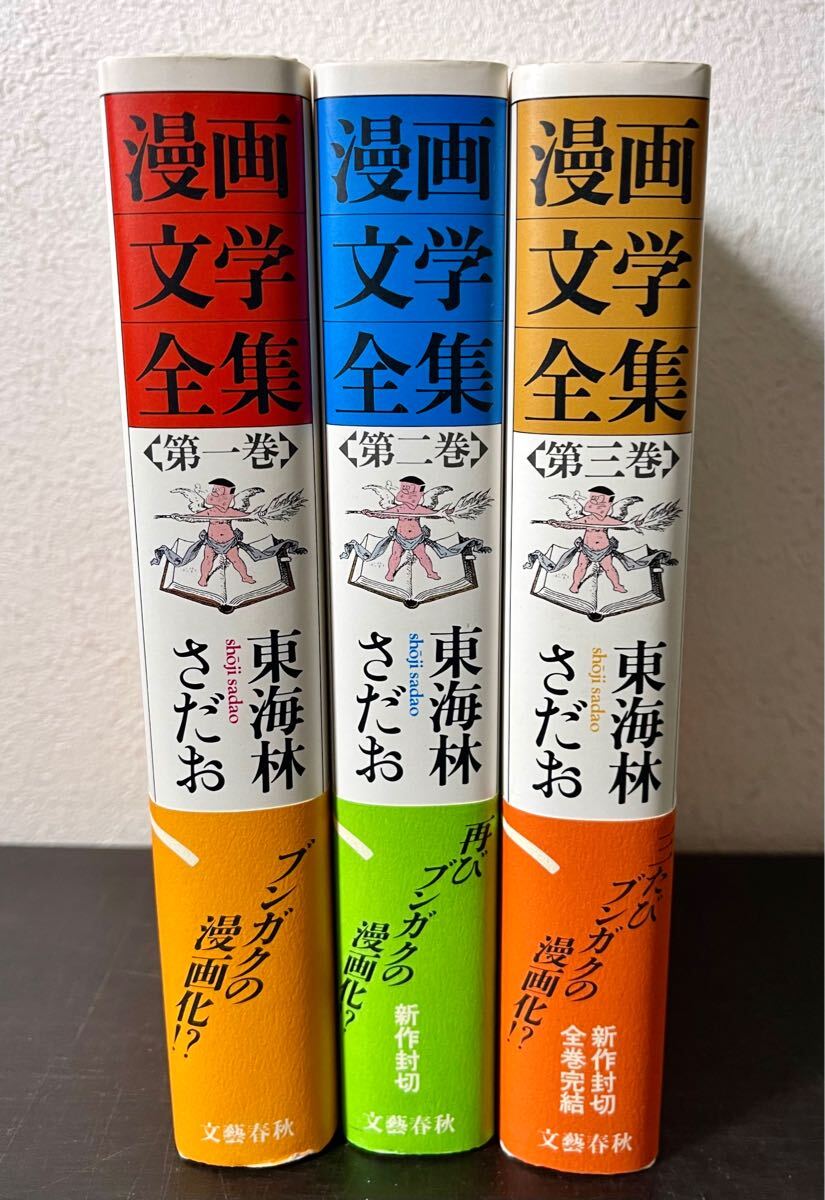 漫画
文学
全集
〈第一巻〉
東海林
さだお
shōji sadao
ブンガクの
漫画化!?
文藝春秋
漫画
文学
全集
〈第二巻〉
東海林
さだお
shōji sadao
再び
ブンガクの
漫画化?
新作封切
文藝春秋
漫画
文学
全集
〈第三巻〉
東海林
さだお
shōji sadao
三たび
ブンガクの
漫画化!?
新作封切
全巻完結
文藝春秋